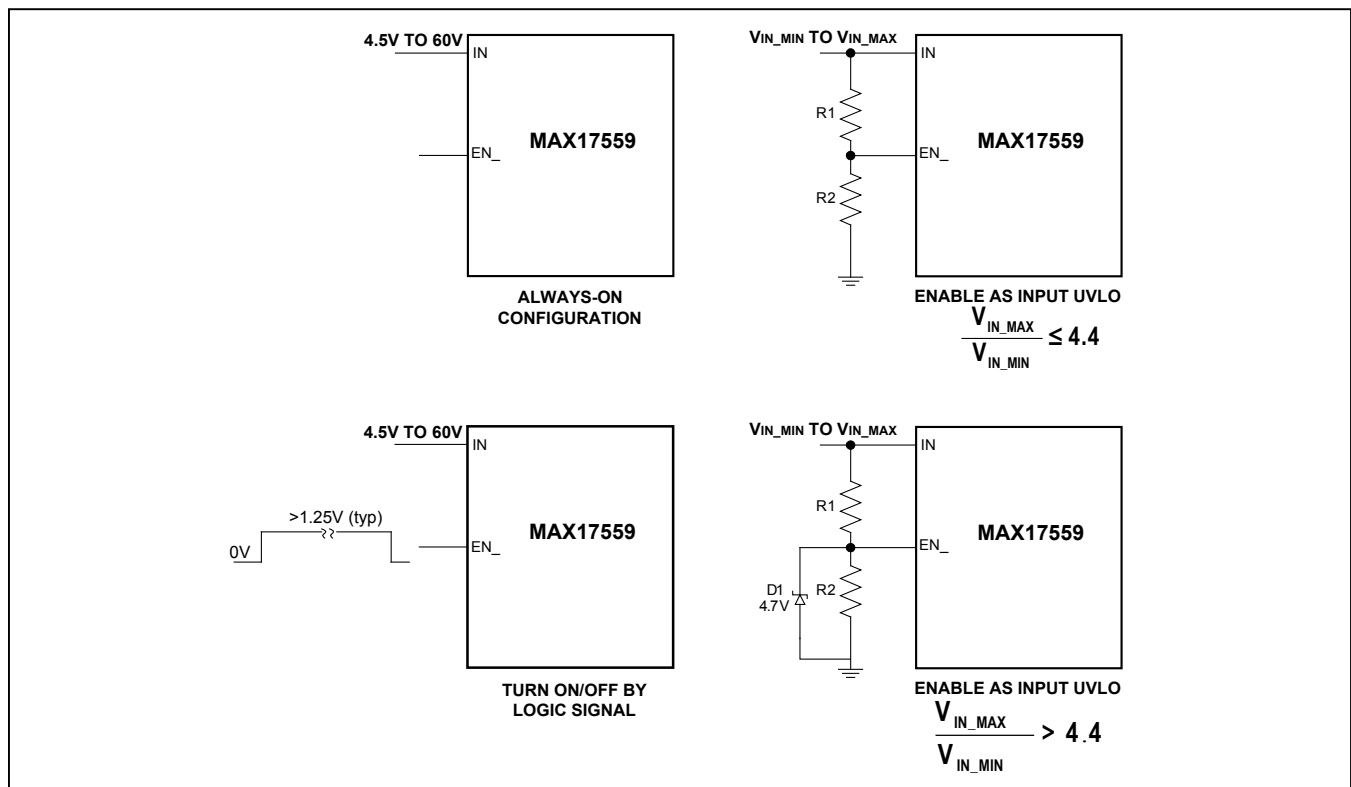 4.5V TO 60V
IN
EN_
MAX17559
ALWAYS-ON
CONFIGURATION
VIN_MIN TO VIN_MAX
IN
R1
EN_
R2
MAX17559
ENABLE AS INPUT UVLO
VIN_MAX
VIN_MIN
≤ 4.4
4.5V TO 60V
IN
>1.25V (typ)
0V
EN_
MAX17559
TURN ON/OFF BY
LOGIC SIGNAL
VIN_MIN TO VIN_MAX
IN
R1
EN_
D1
4.7V
R2
MAX17559
ENABLE AS INPUT UVLO
VIN_MAX
VIN_MIN
> 4.4